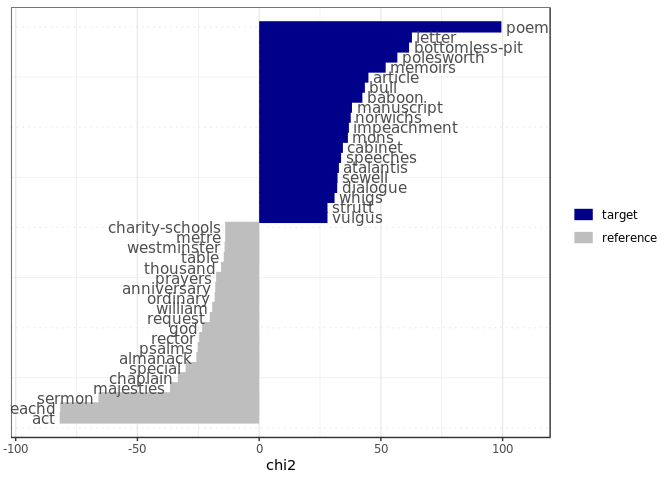 poem
letter
bottomless-pit
polesworth
memoirs
article
bull
baboon
manuscript
norwichs
impeachment
mons
cabinet
speeches
atalantis
sewell
dialogue
whigs
strutt
vulgus
charity-schools
metre
westminster
table
thousand
prayers
anniversary
ordinary
william
request
god
rector
psalms
almanack
special
chaplain
majesties
sermon
eachd
act
target
reference
-100 -50 0 50 100
chi2